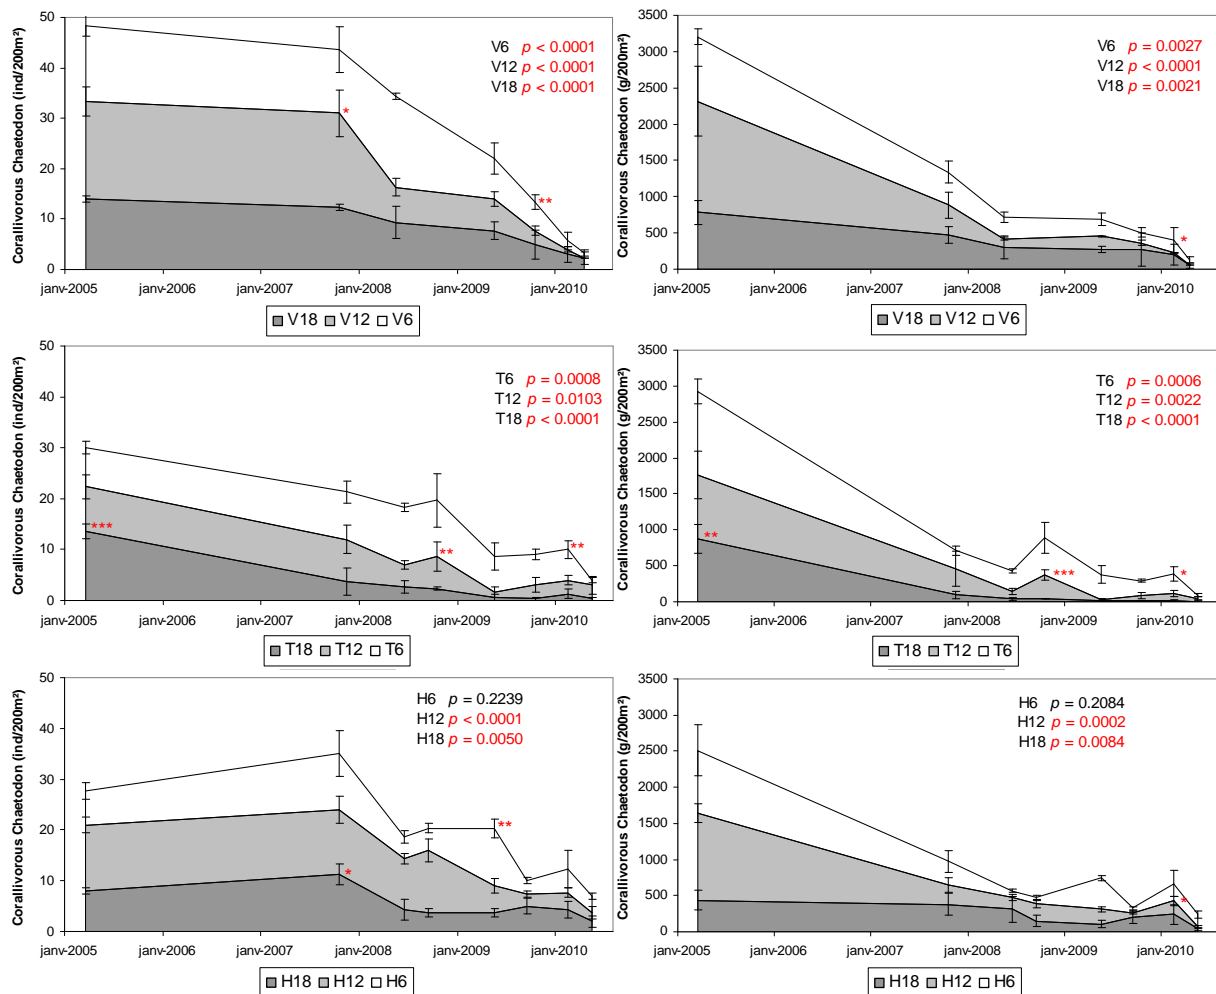 Corallivorous Chaetodon (ind/200m²)
50
40
30
20
10
0
V6 p < 0.0001
V12 p < 0.0001
V18 p < 0.0001
*
**
janv-2005 janv-2006 janv-2007 janv-2008 janv-2009 janv-2010
V18 V12 V6
Corallivorous Chaetodon (g/200m²)
3500
3000
2500
2000
1500
1000
500
0
V6 p = 0.0027
V12 p < 0.0001
V18 p = 0.0021
*
janv-2005 janv-2006 janv-2007 janv-2008 janv-2009 janv-2010
V18 V12 V6
Corallivorous Chaetodon (ind/200m²)
50
40
30
20
10
0
T6 p = 0.0008
T12 p = 0.0103
T18 p < 0.0001
***
**
**
janv-2005 janv-2006 janv-2007 janv-2008 janv-2009 janv-2010
T18 T12 T6
Corallivorous Chaetodon (g/200m²)
3500
3000
2500
2000
1500
1000
500
0
T6 p = 0.0006
T12 p = 0.0022
T18 p < 0.0001
**
***
*
janv-2005 janv-2006 janv-2007 janv-2008 janv-2009 janv-2010
T18 T12 T6
Corallivorous Chaetodon (ind/200m²)
50
40
30
20
10
0
H6 p = 0.2239
H12 p < 0.0001
H18 p = 0.0050
**
*
janv-2005 janv-2006 janv-2007 janv-2008 janv-2009 janv-2010
H18 H12 H6
Corallivorous Chaetodon (g/200m²)
3500
3000
2500
2000
1500
1000
500
0
H6 p = 0.2084
H12 p = 0.0002
H18 p = 0.0084
*
janv-2005 janv-2006 janv-2007 janv-2008 janv-2009 janv-2010
H18 H12 H6